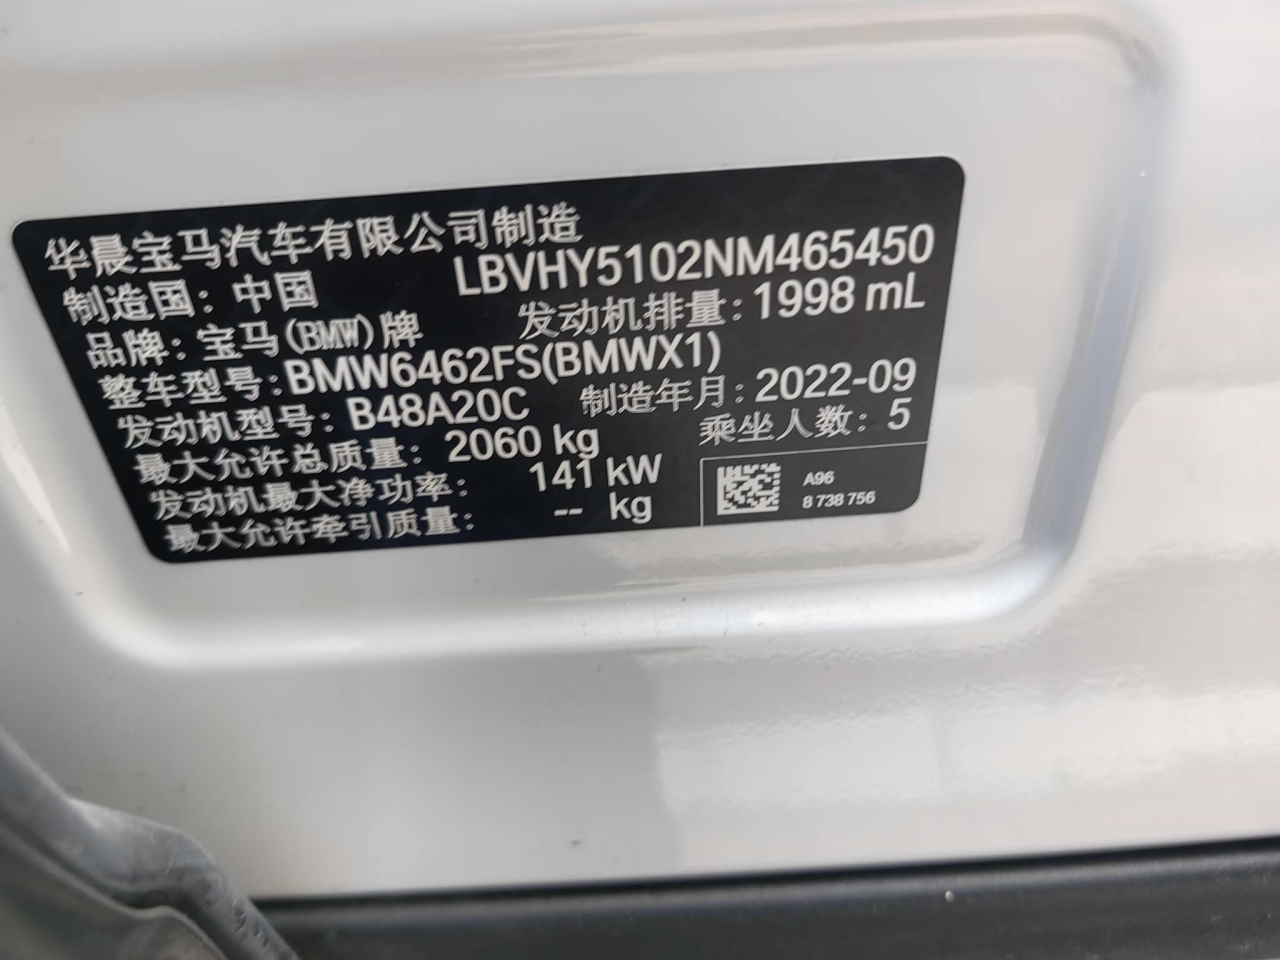 华晨宝马汽车有限公司制造
制造国：中国 LBVHY5102NM465450
品牌：宝马(BMW)牌 发动机排量：1998 mL
整车型号：BMW6462FS(BMWX1)
发动机型号：B48A20C 制造年月：2022-09
最大允许总质量：2060 kg 乘坐人数：5
发动机最大净功率：141 kW
最大允许牵引质量：-- kg
A96
8 738 756